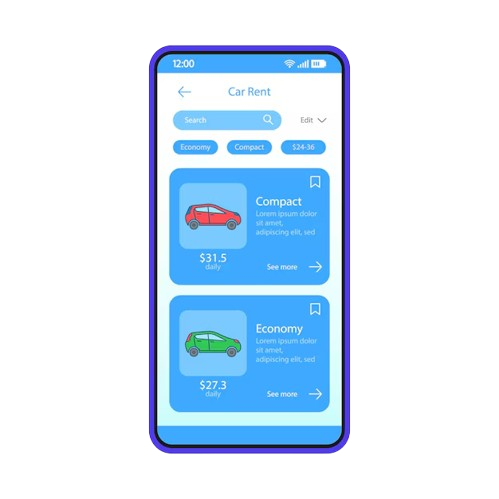 12:00
Car Rent
Search
Edit
Economy
Compact
$24-36
Compact
Lorem ipsum dolor
sit amet,
adipiscing elit, sed
$31.5
daily
See more
Economy
Lorem ipsum dolor
sit amet,
adipiscing elit, sed
$27.3
daily
See more